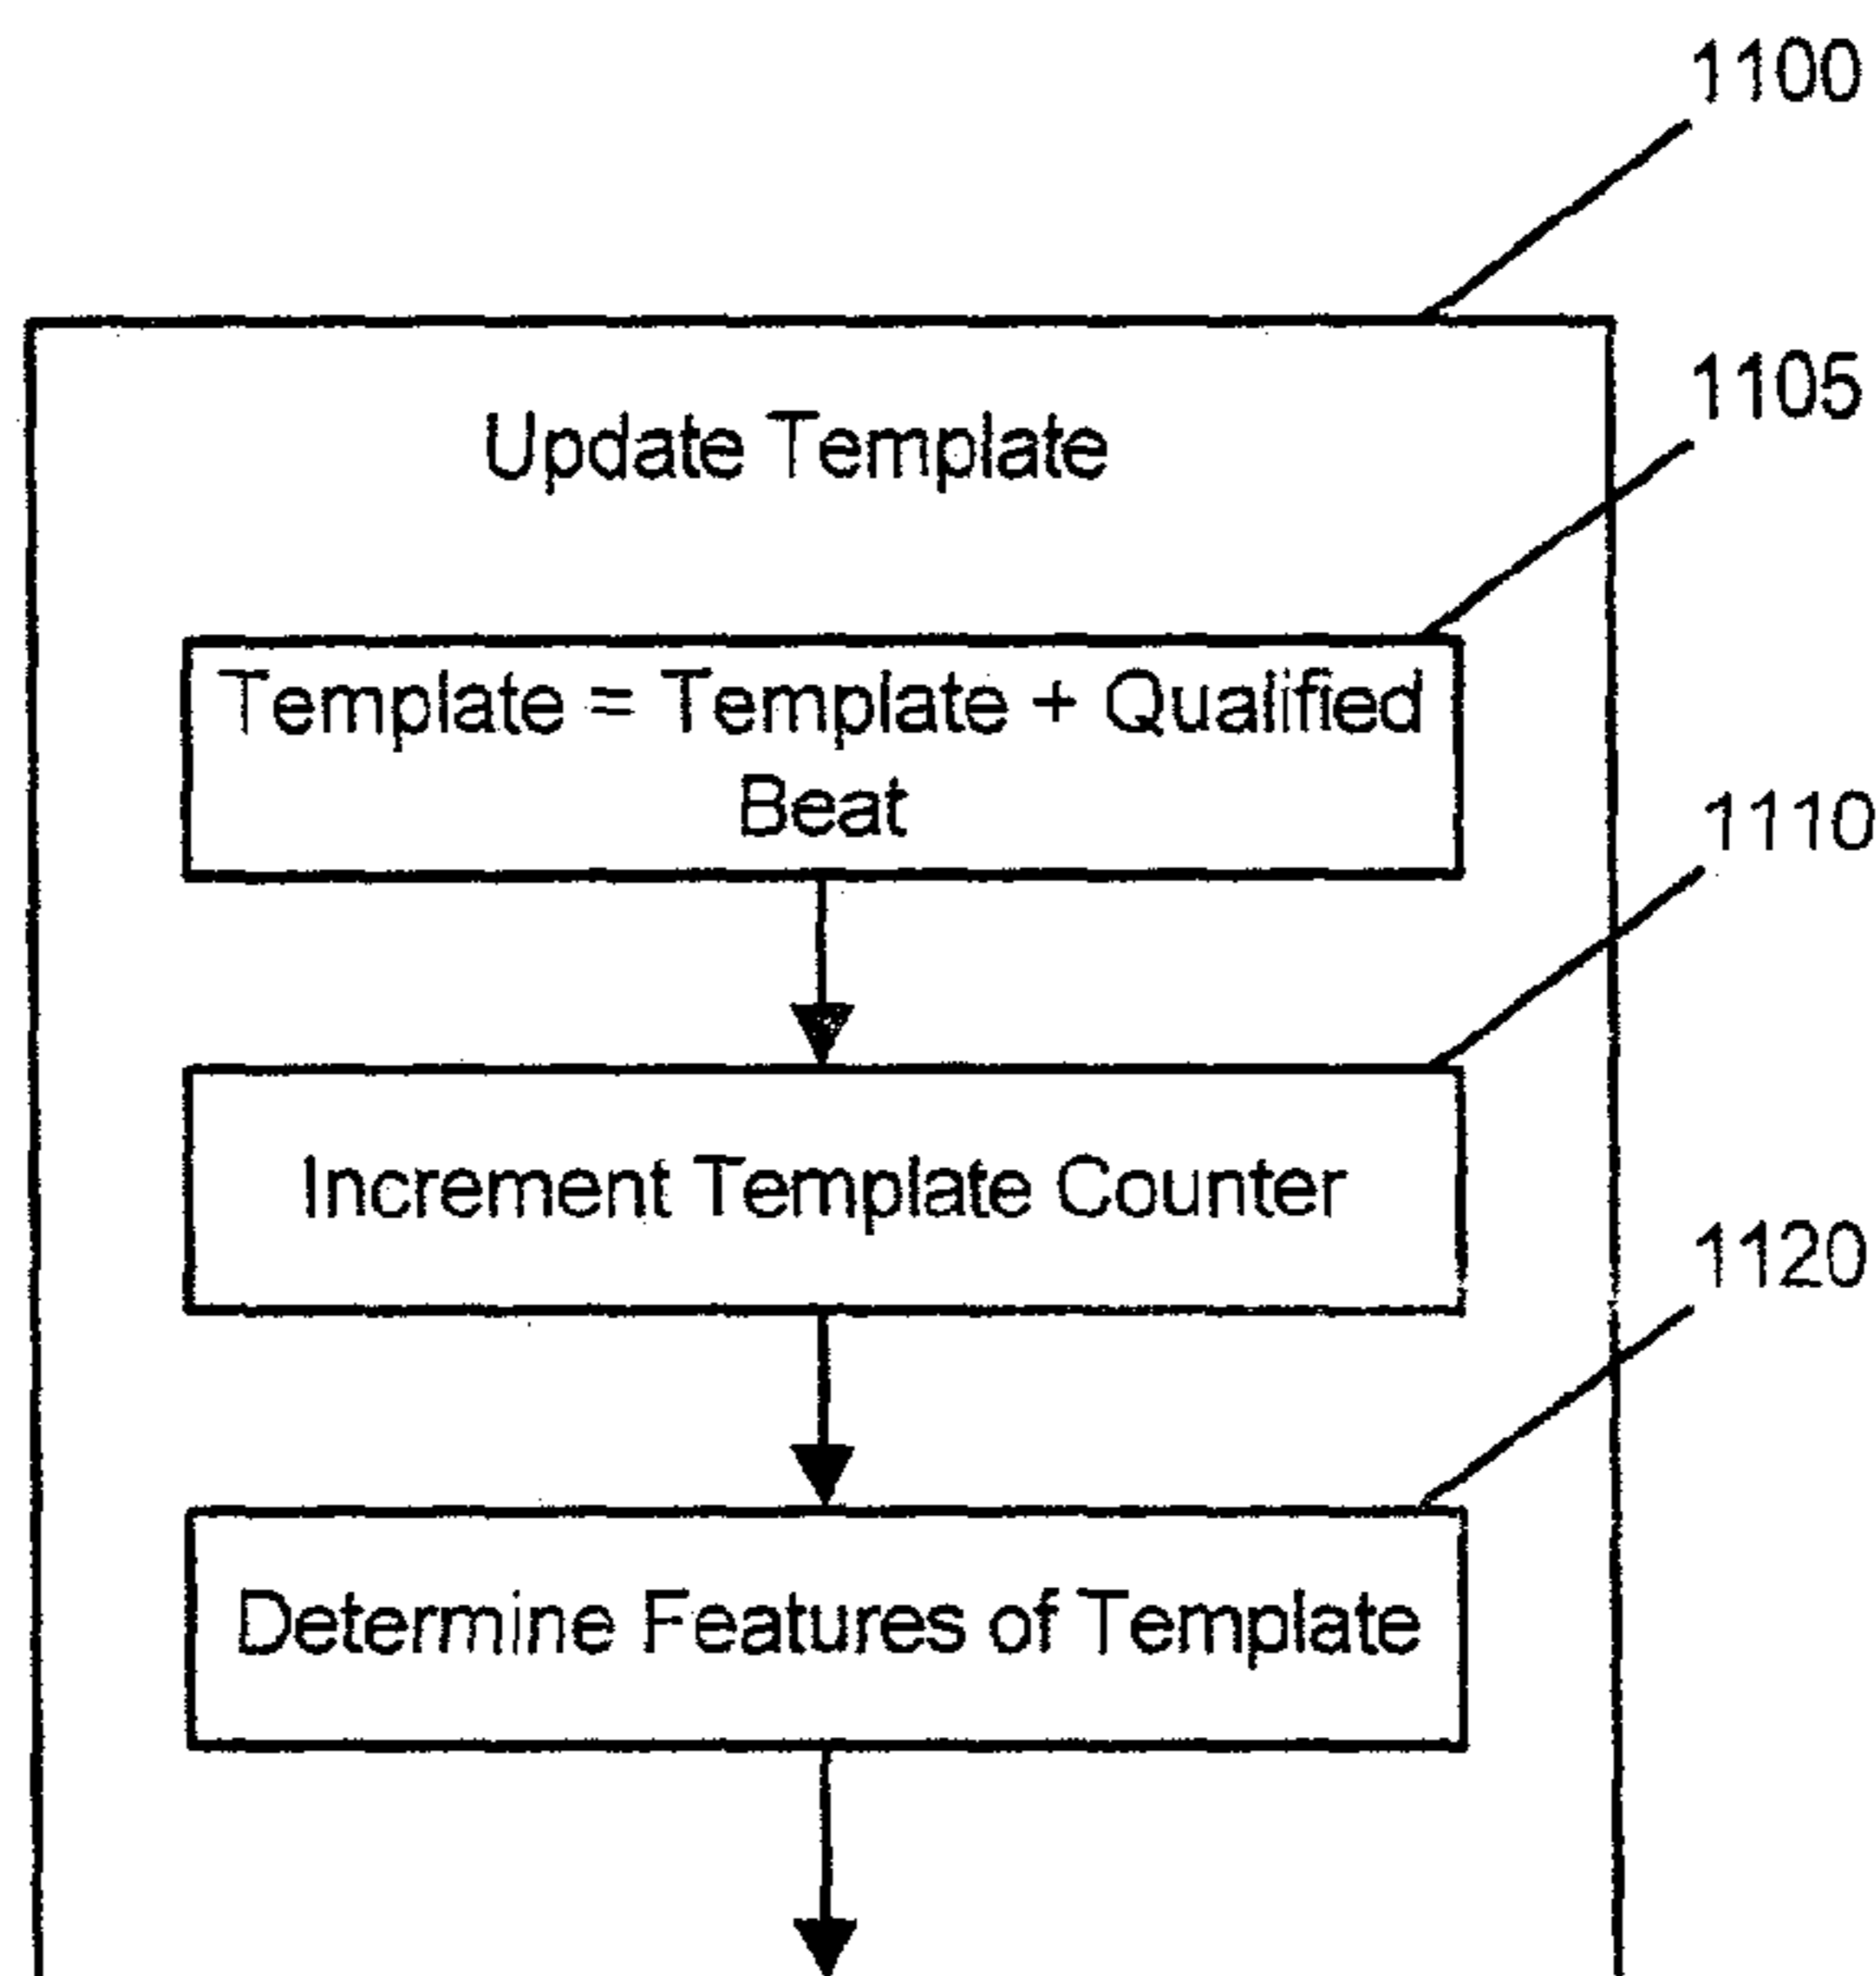 1100
Update Template
1105
Template = Template + Qualified
Beat
1110
Increment Template Counter
1120
Determine Features of Template